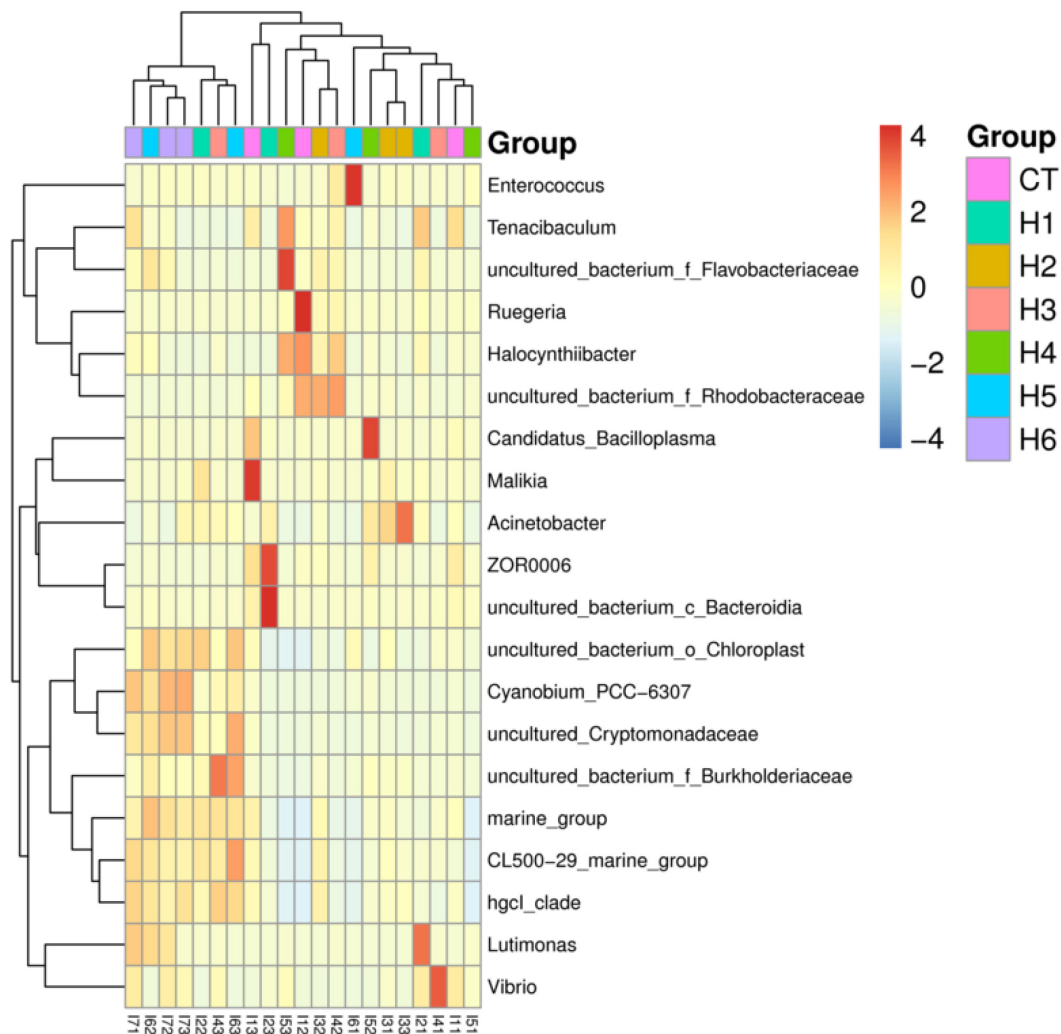 Group
Enterococcus
Tenacibaculum
uncultured_bacterium_f_Flavobacteriaceae
Ruegeria
Halocynthiibacter
uncultured_bacterium_f_Rhodobacteraceae
Candidatus_Bacilloplasma
Malikia
Acinetobacter
ZOR0006
uncultured_bacterium_c_Bacteroidia
uncultured_bacterium_o_Chloroplast
Cyanobium_PCC−6307
uncultured_Cryptomonadaceae
uncultured_bacterium_f_Burkholderiaceae
marine_group
CL500−29_marine_group
hgcI_clade
Lutimonas
Vibrio
I71 I62 I72 I73 I22 I43 I63 I13 I23 I53 I12 I32 I42 I61 I52 I31 I33 I21 I41 I11 I51
4
2
0
−2
−4
Group
CT
H1
H2
H3
H4
H5
H6